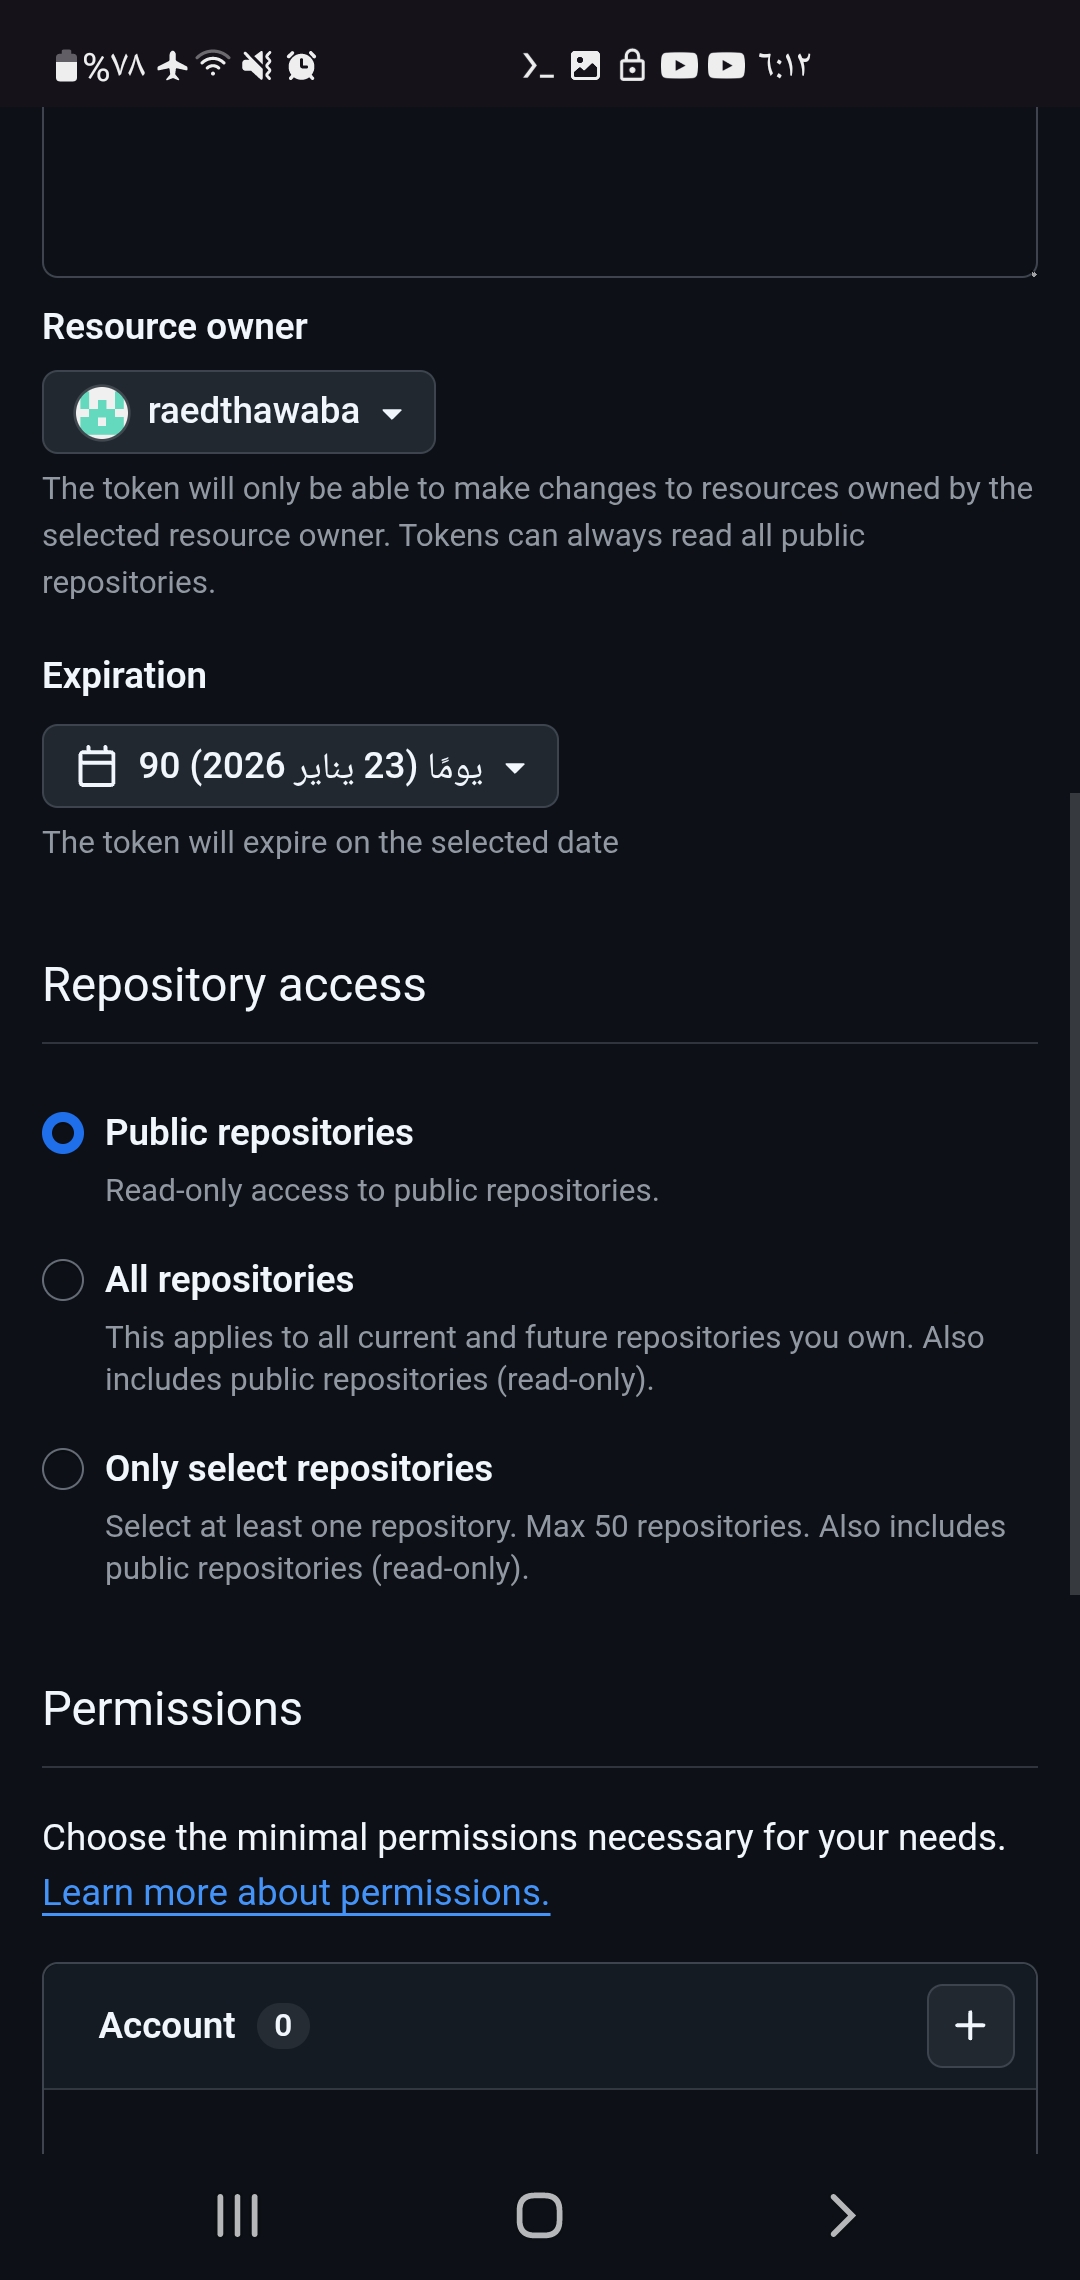 %٧٨ ٦:١٢
Resource owner
raedthawaba
The token will only be able to make changes to resources owned by the
selected resource owner. Tokens can always read all public
repositories.
Expiration
90 يومًا (23 يناير 2026)
The token will expire on the selected date
Repository access
Public repositories
Read-only access to public repositories.
All repositories
This applies to all current and future repositories you own. Also
includes public repositories (read-only).
Only select repositories
Select at least one repository. Max 50 repositories. Also includes
public repositories (read-only).
Permissions
Choose the minimal permissions necessary for your needs.
Learn more about permissions.
Account 0